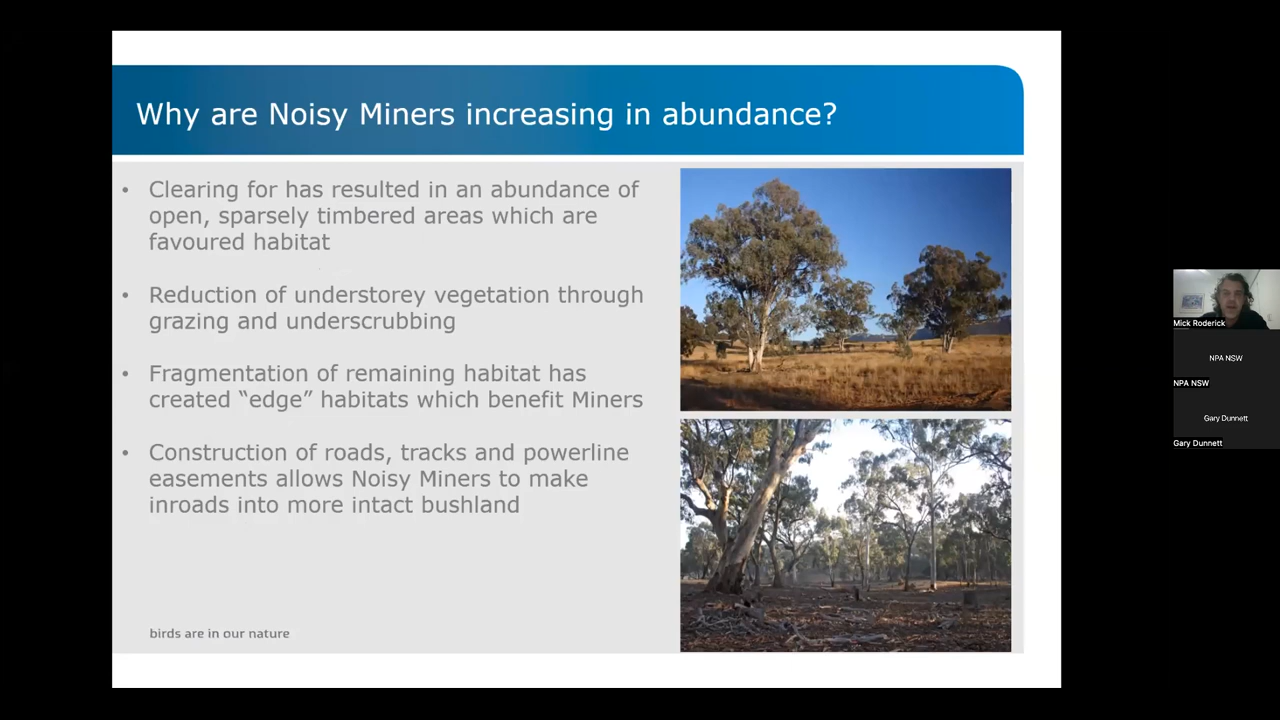 Why are Noisy Miners increasing in abundance?
• Clearing for has resulted in an abundance of
open, sparsely timbered areas which are
favoured habitat
• Reduction of understorey vegetation through
grazing and underscrubbing
• Fragmentation of remaining habitat has
created “edge” habitats which benefit Miners
• Construction of roads, tracks and powerline
easements allows Noisy Miners to make
inroads into more intact bushland
birds are in our nature
Mick Roderick
NPA NSW
NPA NSW
Gary Dunnett
Gary Dunnett